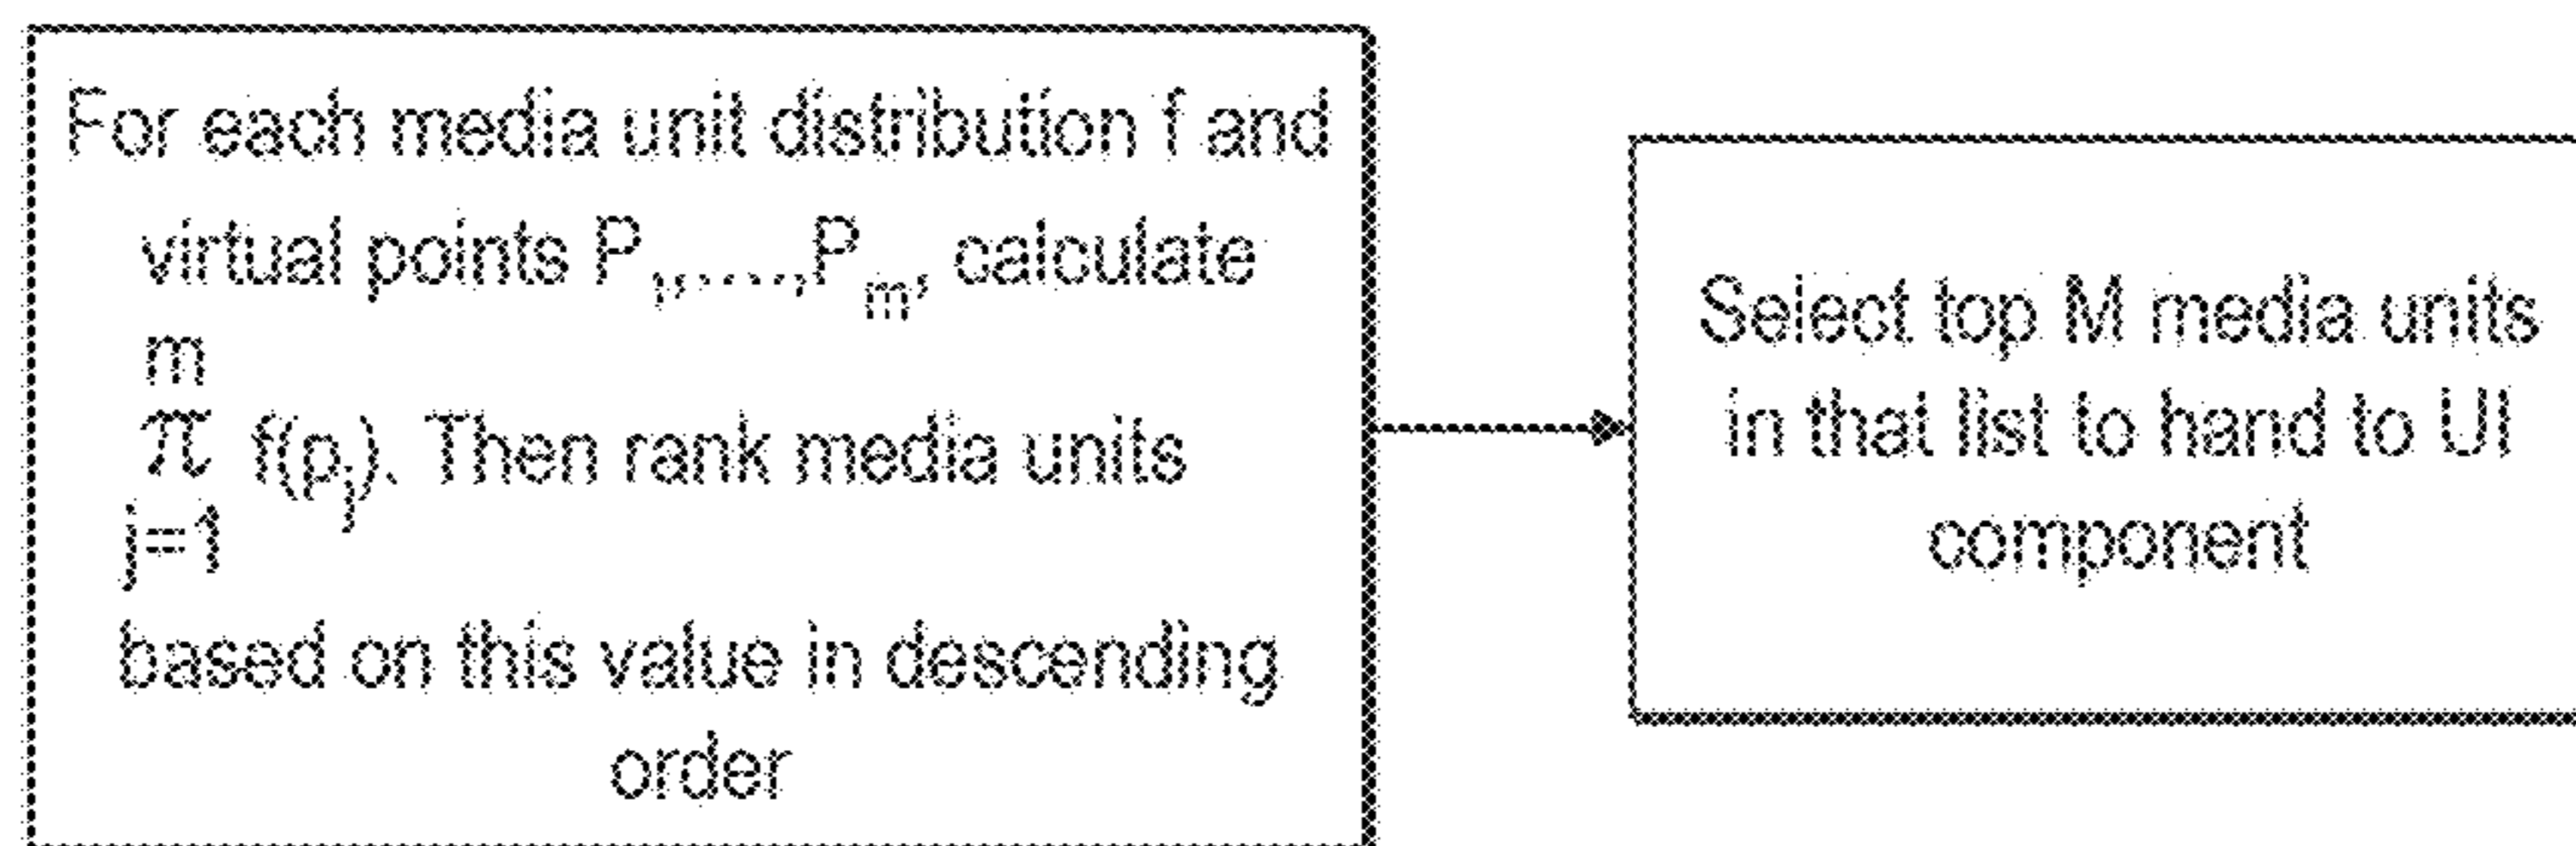 For each media unit distribution f and
virtual points P₁,....,Pₘ, calculate
m
π f(pⱼ). Then rank media units
j=1
based on this value in descending
order
Select top M media units
in that list to hand to UI
component